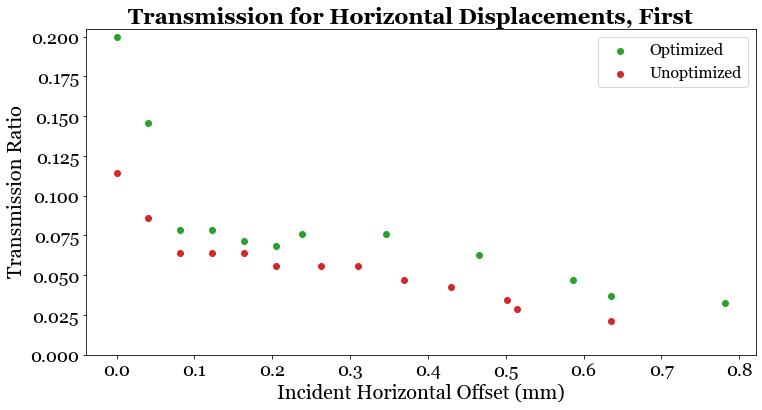 Transmission for Horizontal Displacements, First
Optimized
Unoptimized
Transmission Ratio
0.200
0.175
0.150
0.125
0.100
0.075
0.050
0.025
0.000
0.0 0.1 0.2 0.3 0.4 0.5 0.6 0.7 0.8
Incident Horizontal Offset (mm)